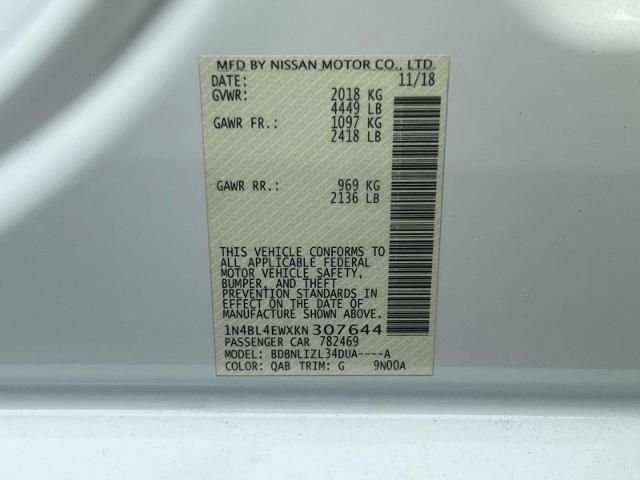 MFD BY NISSAN MOTOR CO., LTD.
DATE: 11/18
GVWR: 2018 KG
4449 LB
GAWR FR.: 1097 KG
2418 LB
GAWR RR.: 969 KG
2136 LB
THIS VEHICLE CONFORMS TO
ALL APPLICABLE FEDERAL
MOTOR VEHICLE SAFETY,
BUMPER, AND THEFT
PREVENTION STANDARDS IN
EFFECT ON THE DATE OF
MANUFACTURE SHOWN ABOVE.
1N4BL4EWXKN307644
PASSENGER CAR 782469
MODEL: BDBNLIZL34DUA----A
COLOR: QAB TRIM: G 9N00A